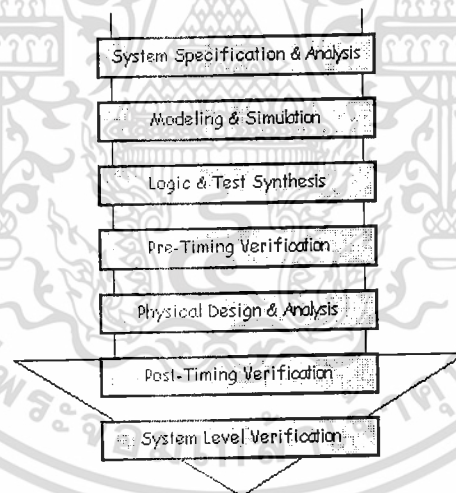 System Specification & Analysis
Modeling & Simulation
Logic & Test Synthesis
Pre-Timing Verification
Physical Design & Analysis
Post-Timing Verification
System Level Verification